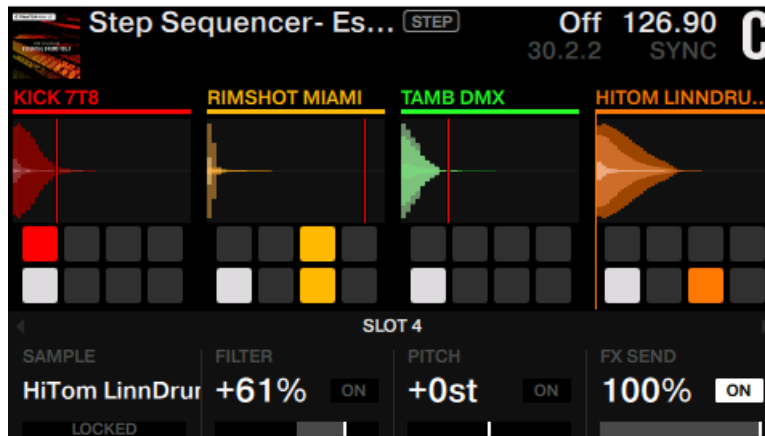 Step Sequencer- Es... STEP Off 126.90 C
30.2.2 SYNC
KICK 7T8 RIMSHOT MIAMI TAMB DMX HITOM LINNDRU..
SLOT 4
SAMPLE FILTER PITCH FX SEND
HiTom LinnDrur +61% ON +0st ON 100% ON
LOCKED